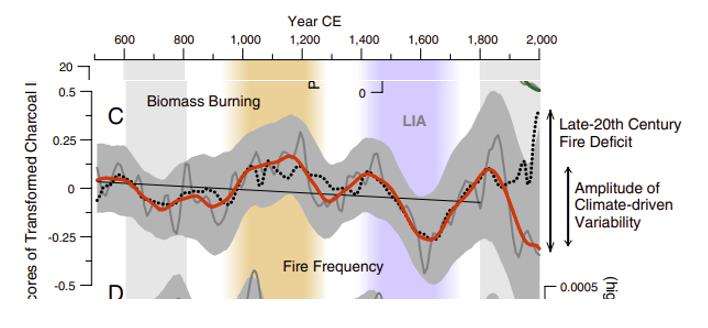 Year CE
600 800 1,000 1,200 1,400 1,600 1,800 2,000
20
0
0.5
C
Biomass Burning
LIA
Late-20th Century
Fire Deficit
0.25
0
Amplitude of
Climate-driven
Variability
-0.25
Fire Frequency
-0.5
D
0.0005
cores of Transformed Charcoal I
(hig
P